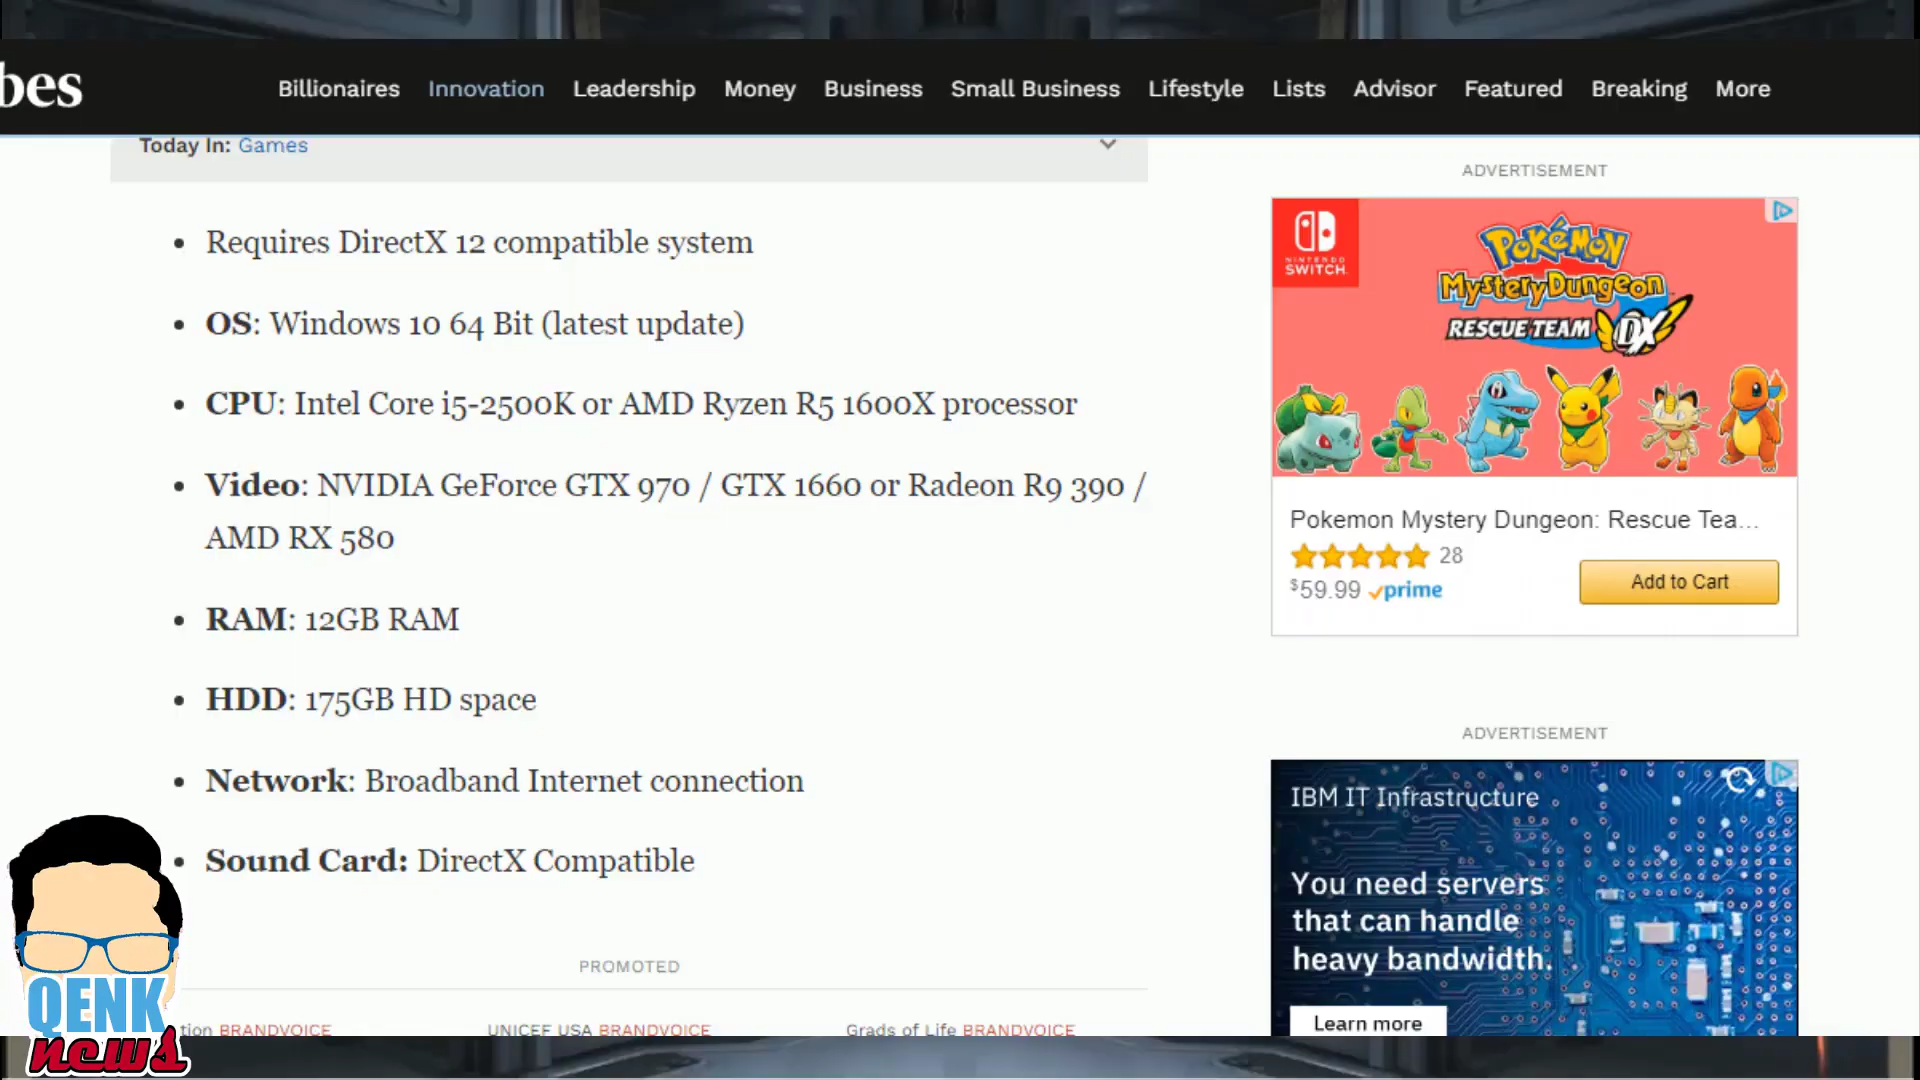 bes
Billionaires Innovation Leadership Money Business Small Business Lifestyle Lists Advisor Featured Breaking More
Today In: Games
Requires DirectX 12 compatible system
OS: Windows 10 64 Bit (latest update)
CPU: Intel Core i5-2500K or AMD Ryzen R5 1600X processor
Video: NVIDIA GeForce GTX 970 / GTX 1660 or Radeon R9 390 /
AMD RX 580
RAM: 12GB RAM
HDD: 175GB HD space
Network: Broadband Internet connection
Sound Card: DirectX Compatible
PROMOTED
tion BRANDVOICE
UNICEF USA BRANDVOICE
Grads of Life BRANDVOICE
ADVERTISEMENT
NINTENDO
SWITCH
POKéMON
Mystery Dungeon
RESCUE TEAM DX
Pokemon Mystery Dungeon: Rescue Tea...
28
$59.99 prime
Add to Cart
ADVERTISEMENT
IBM IT Infrastructure
You need servers
that can handle
heavy bandwidth.
Learn more
QENK
news